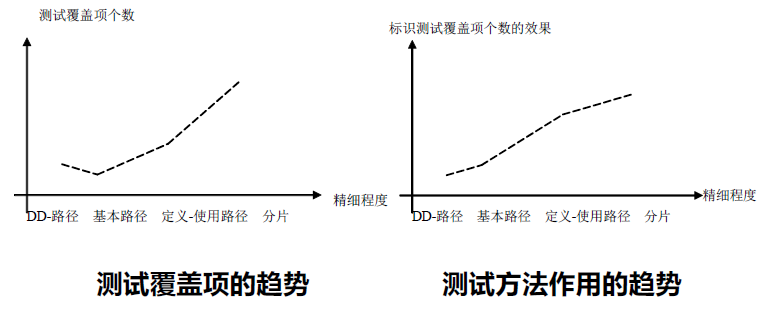 测试覆盖项个数
标识测试覆盖项个数的效果
精细程度
精细程度
DD-路径 基本路径 定义-使用路径 分片
DD-路径 基本路径 定义-使用路径 分片
测试覆盖项的趋势
测试方法作用的趋势